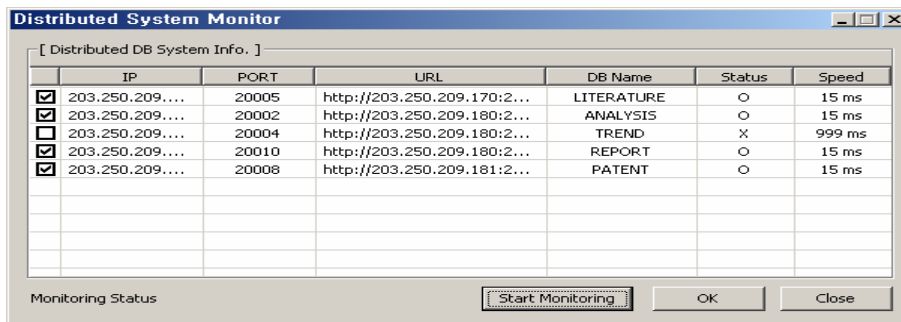 Distributed System Monitor
[ Distributed DB System Info. ]
IP PORT URL DB Name Status Speed
203.250.209.... 20005 http://203.250.209.170:2... LITERATURE O 15 ms
203.250.209.... 20002 http://203.250.209.180:2... ANALYSIS O 15 ms
203.250.209.... 20004 http://203.250.209.180:2... TREND X 999 ms
203.250.209.... 20010 http://203.250.209.180:2... REPORT O 15 ms
203.250.209.... 20008 http://203.250.209.181:2... PATENT O 15 ms
Monitoring Status Start Monitoring OK Close